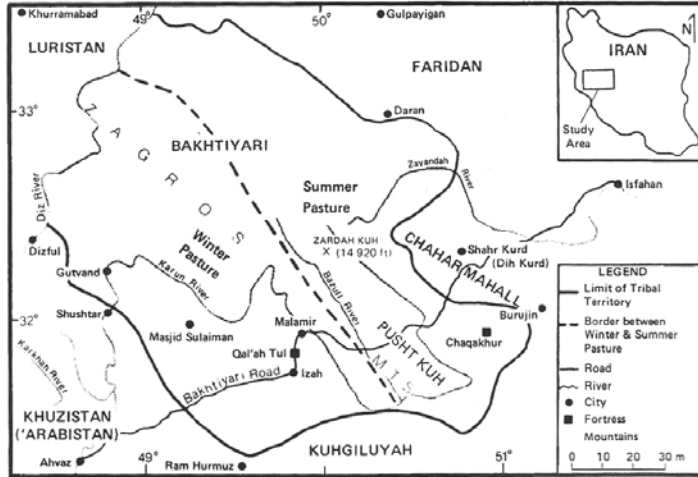 Khurramabad
49°
50°
Gulpayigan
N
LURISTAN
FARIDAN
IRAN
Study
Area
33°
Daran
ZAGROS
BAKHTIYARI
Zayandah
River
Summer
Pasture
Isfahan
Diz River
Winter
Pasture
ZARDAH KUH
X (14 920 ft)
CHAHAR MAHALL
Shahr Kurd
(Dih Kurd)
Dizful
Gutvand
Karun River
Bazuft River
LEGEND
Limit of Tribal
Territory
Border between
Winter & Summer
Pasture
Road
River
City
Fortress
Mountains
0 10 20 30 m
32°
Shushtar
Masjid Sulaiman
Malamir
Burujin
PUSHT KUH
Chaqakhur
Qal'ah Tul
Izah
MTS
Karkhah River
Bakhtiyari Road
KHUZISTAN
('ARABISTAN)
KUHGILUYAH
Ahvaz
49°
Ram Hurmuz
50°
51°